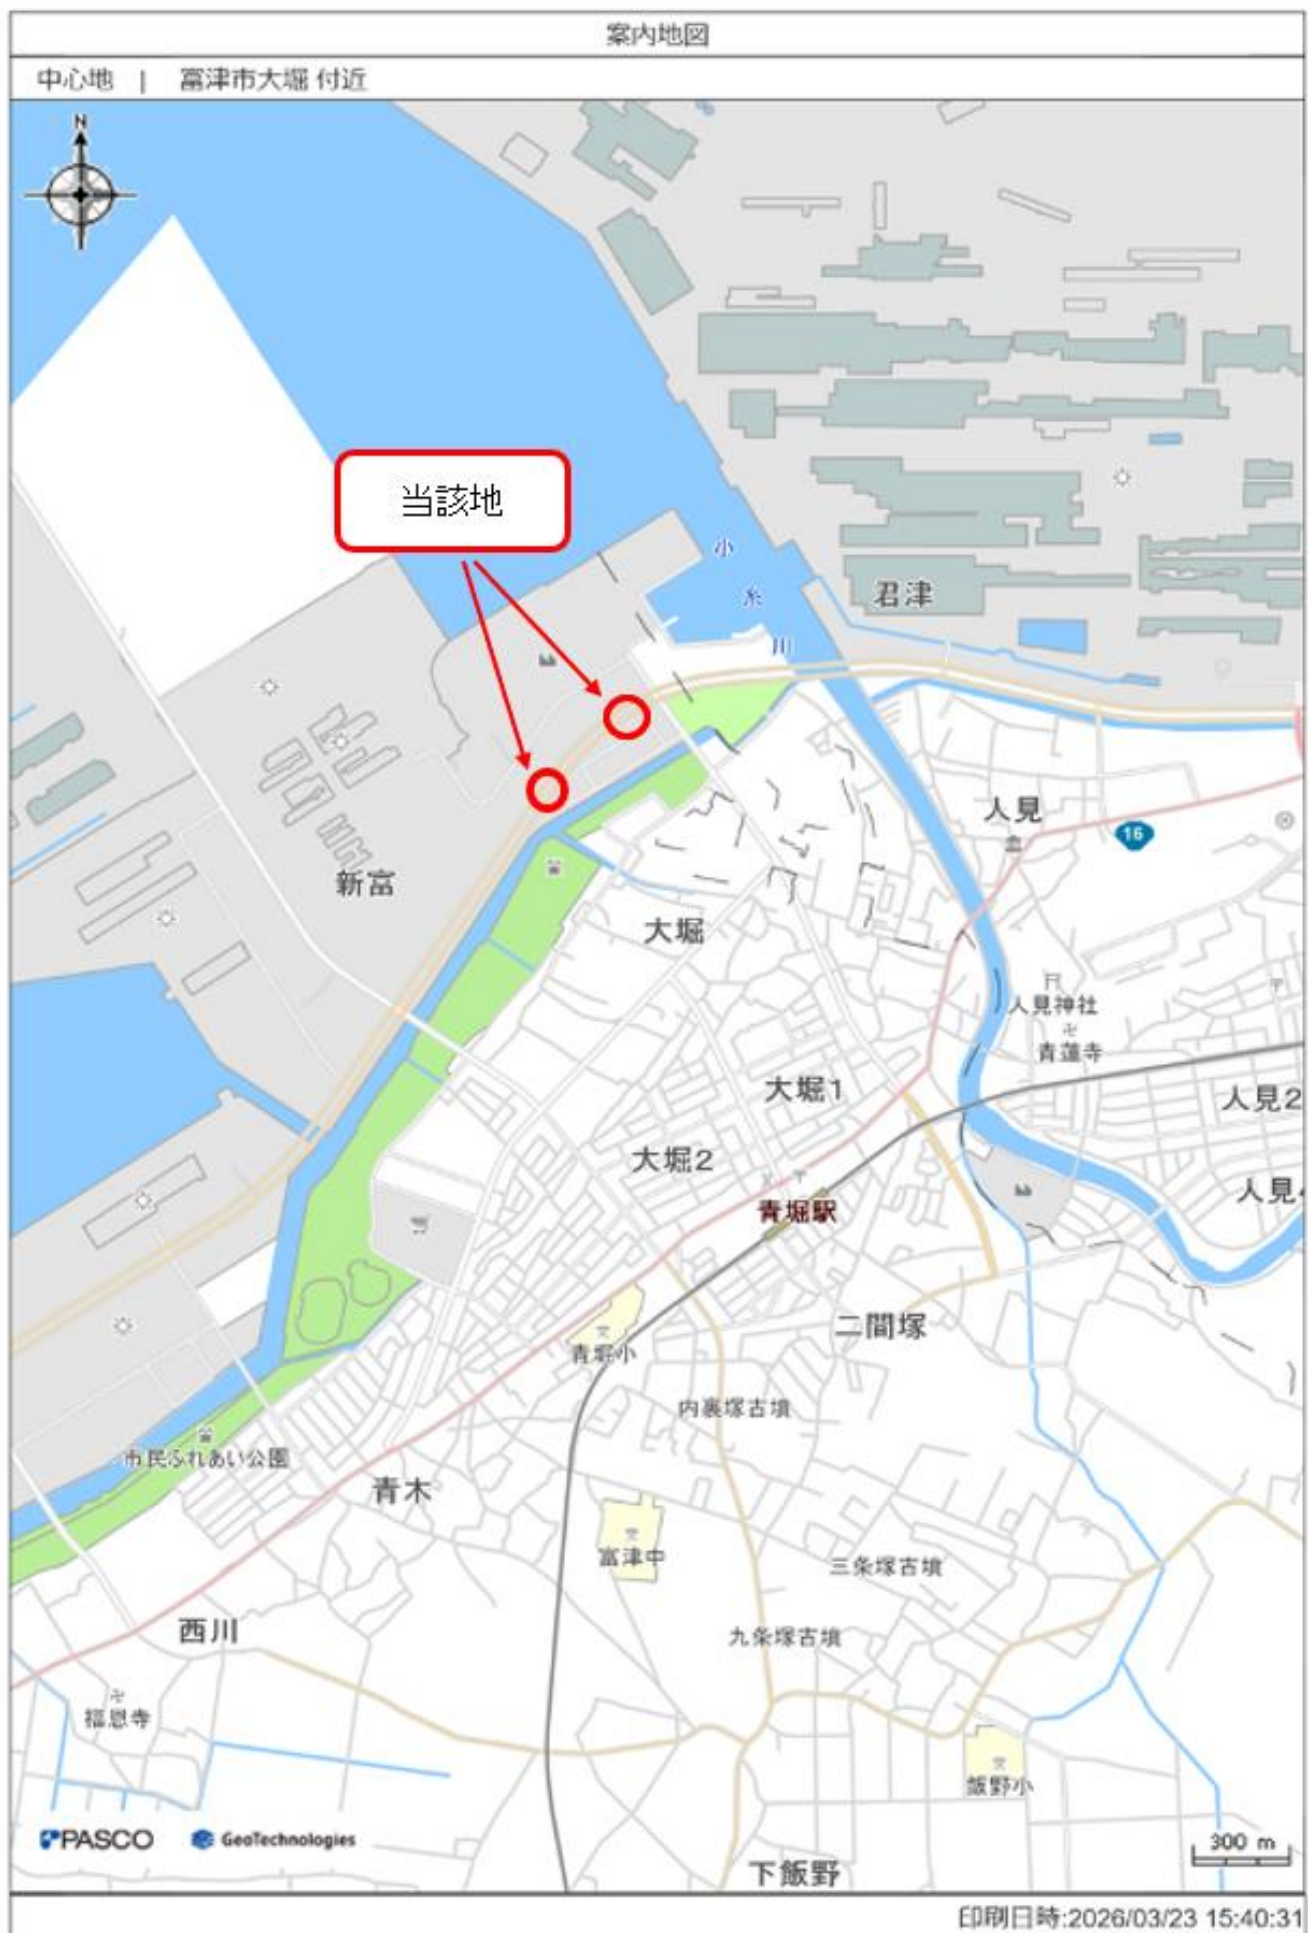 案内地図
中心地 | 富津市大堀 付近
N
当該地
小
糸
川
君津
人見
16
新富
大堀
人見神社
青蓮寺
大堀1
人見2
大堀2
人見
青堀駅
二間塚
青堀小
内裏塚古墳
市民ふれあい公園
青木
富津中
三条塚古墳
西川
九条塚古墳
福恩寺
飯野小
PASCO
GeoTechnologies
300 m
下飯野
印刷日時:2026/03/23 15:40:31